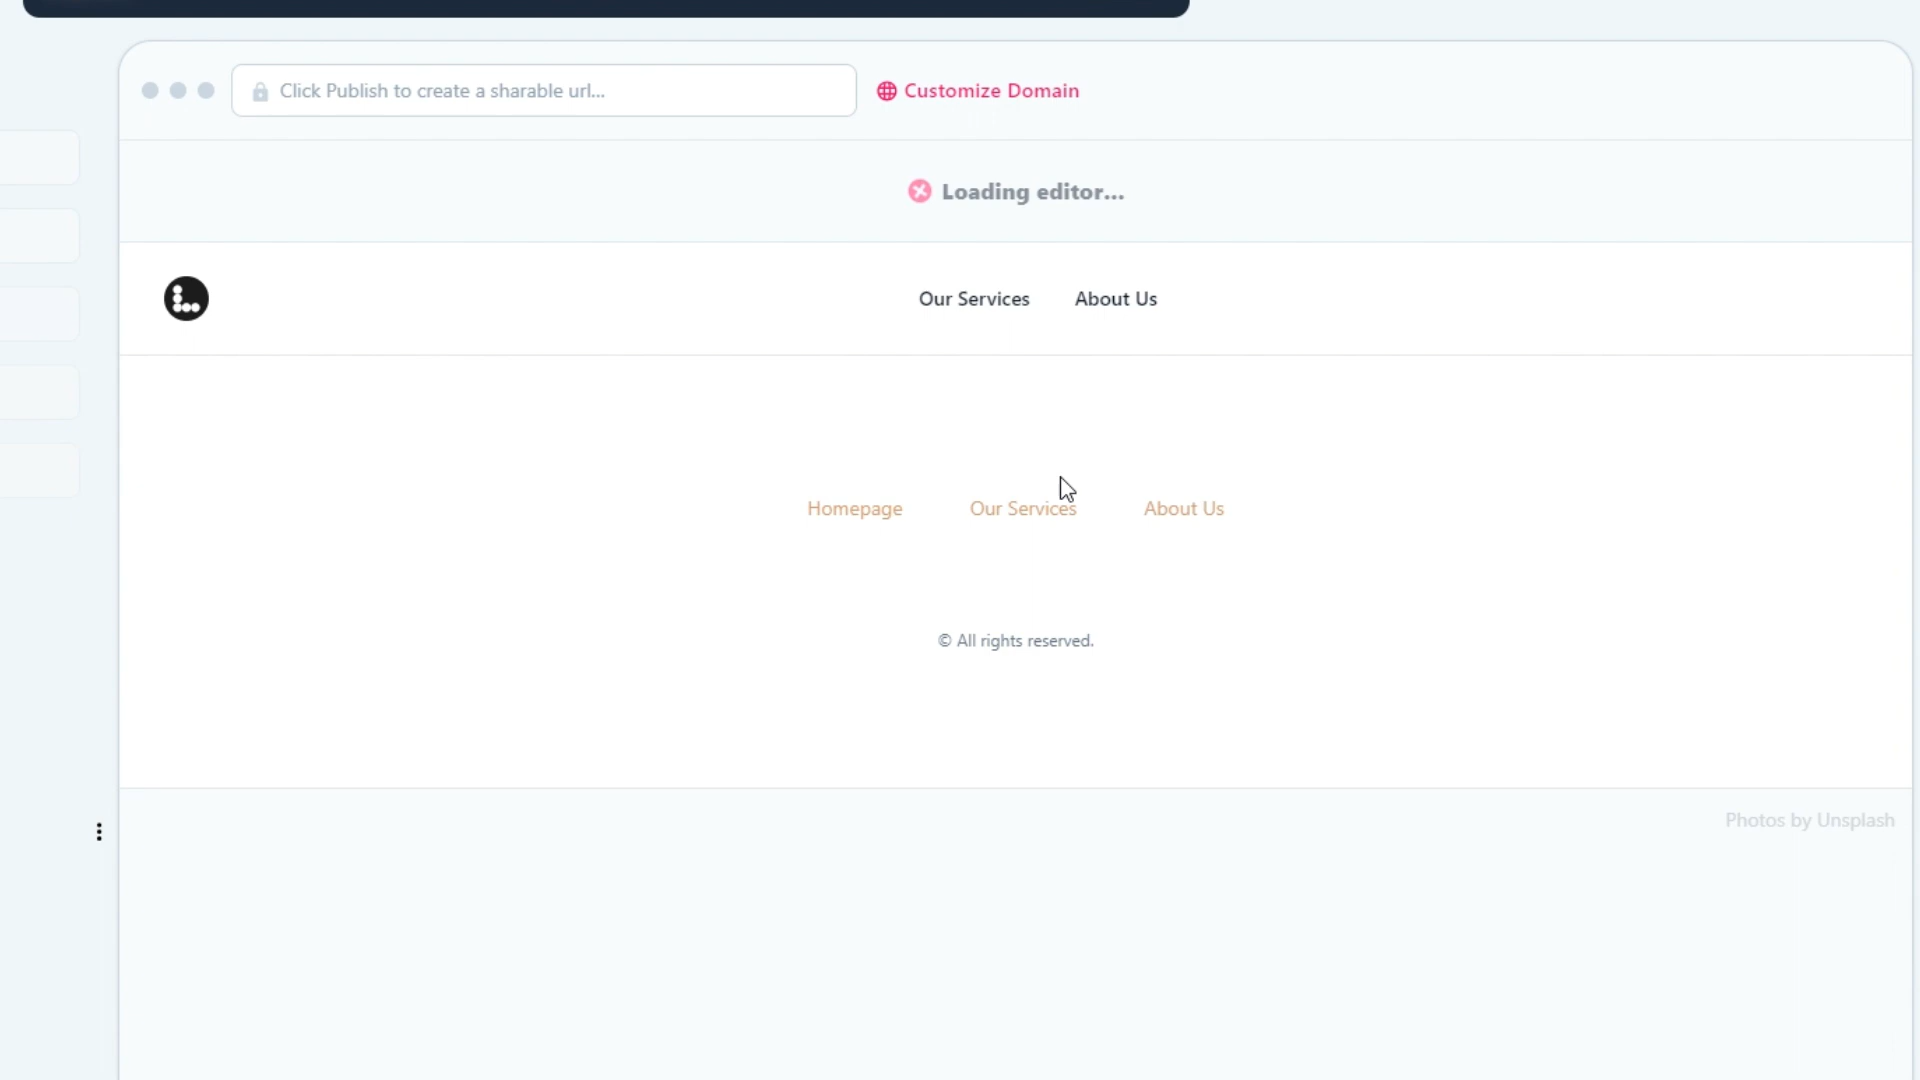 Click Publish to create a sharable url...
Customize Domain
Loading editor...
Our Services
About Us
Homepage
Our Services
About Us
© All rights reserved.
Photos by Unsplash